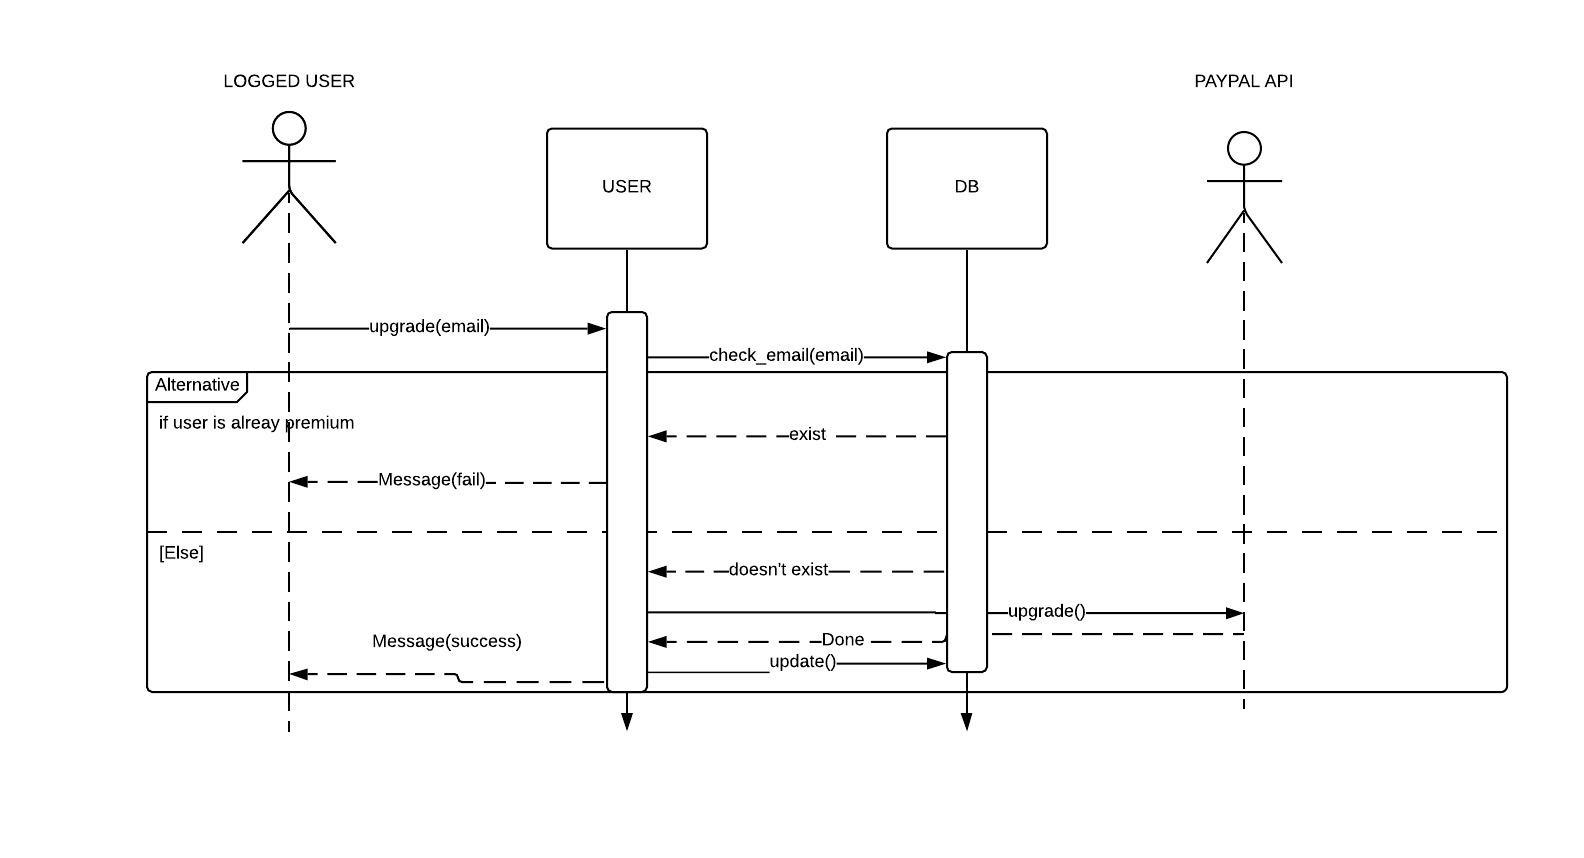 LOGGED USER
PAYPAL API
USER
DB
upgrade(email)
check_email(email)
Alternative
if user is alreay premium
exist
Message(fail)
[Else]
doesn't exist
upgrade()
Message(success)
Done
update()